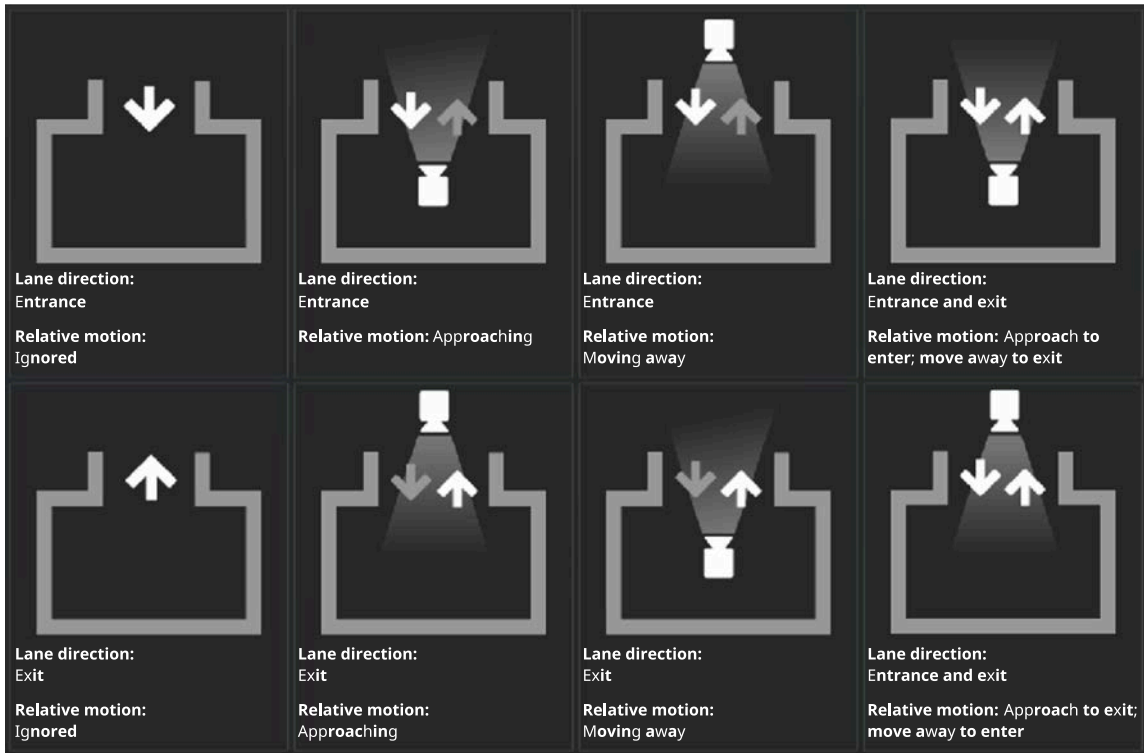 Lane direction:
Entrance
Relative motion:
Ignored
Lane direction:
Entrance
Relative motion: Approaching
Lane direction:
Entrance
Relative motion:
Moving away
Lane direction:
Entrance and exit
Relative motion: Approach to
enter; move away to exit
Lane direction:
Exit
Relative motion:
Ignored
Lane direction:
Exit
Relative motion:
Approaching
Lane direction:
Exit
Relative motion:
Moving away
Lane direction:
Entrance and exit
Relative motion: Approach to exit;
move away to enter